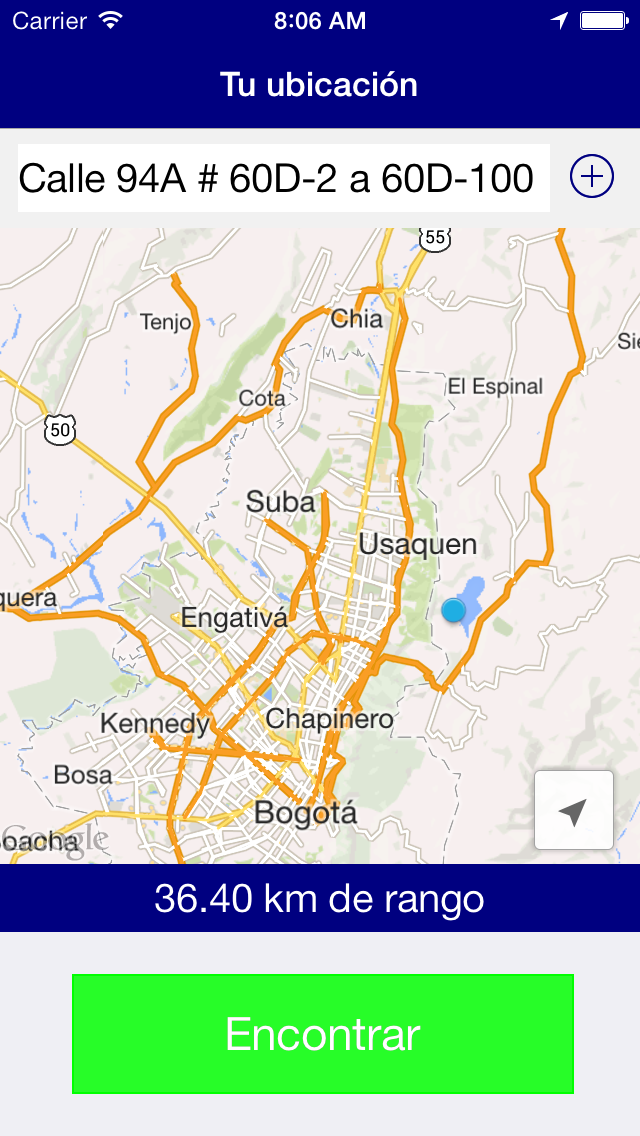 Carrier 8:06 AM
Tu ubicación
Calle 94A # 60D-2 a 60D-100
55
Tenjo
Chia
Sie
El Espinal
Cota
50
Suba
Usaquen
quera
Engativá
Kennedy
Chapinero
Bosa
Bogotá
oacha
Google
36.40 km de rango
Encontrar